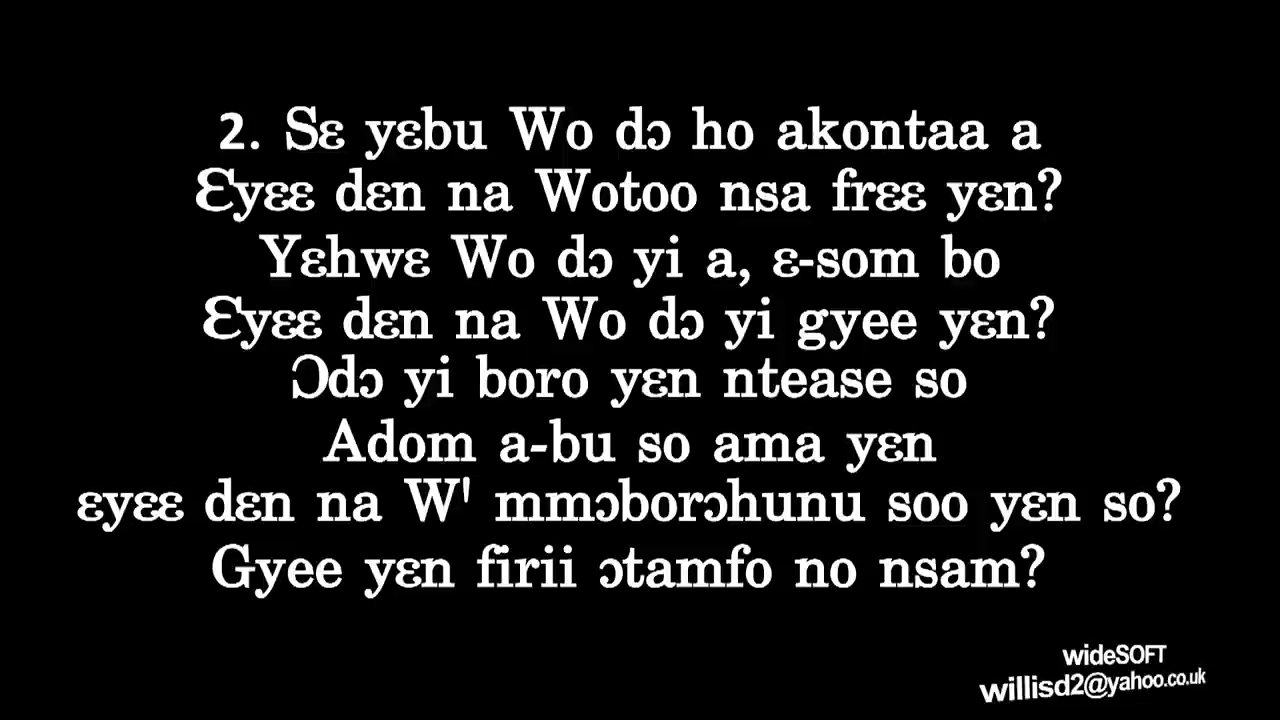 2. Sɛ yɛbu Wo dɔ ho akontaa a
Ɛyɛɛ dɛn na Wotoo nsa frɛɛ yɛn?
Yɛhwɛ Wo dɔ yi a, ɛ-som bo
Ɛyɛɛ dɛn na Wo dɔ yi gyee yɛn?
Ɔdɔ yi boro yɛn ntease so
Adom a-bu so ama yɛn
ɛyɛɛ dɛn na W' mmɔborɔhunu soo yɛn so?
Gyee yɛn firii ɔtamfo no nsam?
wideSOFT
willisd2@yahoo.co.uk